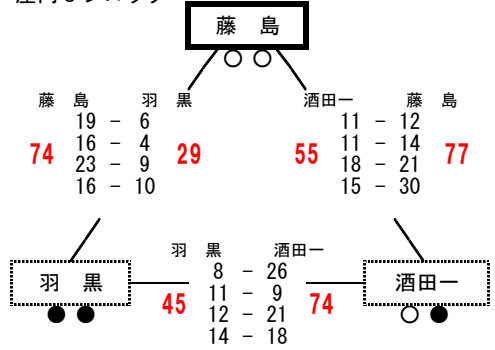 藤 島
○ ○
藤 島 羽 黒
19 - 6
16 - 4
23 - 9
16 - 10
74 29
酒田一 藤 島
11 - 12
11 - 14
18 - 21
15 - 30
55 77
羽 黒 酒田一
8 - 26
11 - 9
12 - 21
14 - 18
45 74
羽 黒
● ●
酒田一
○ ●